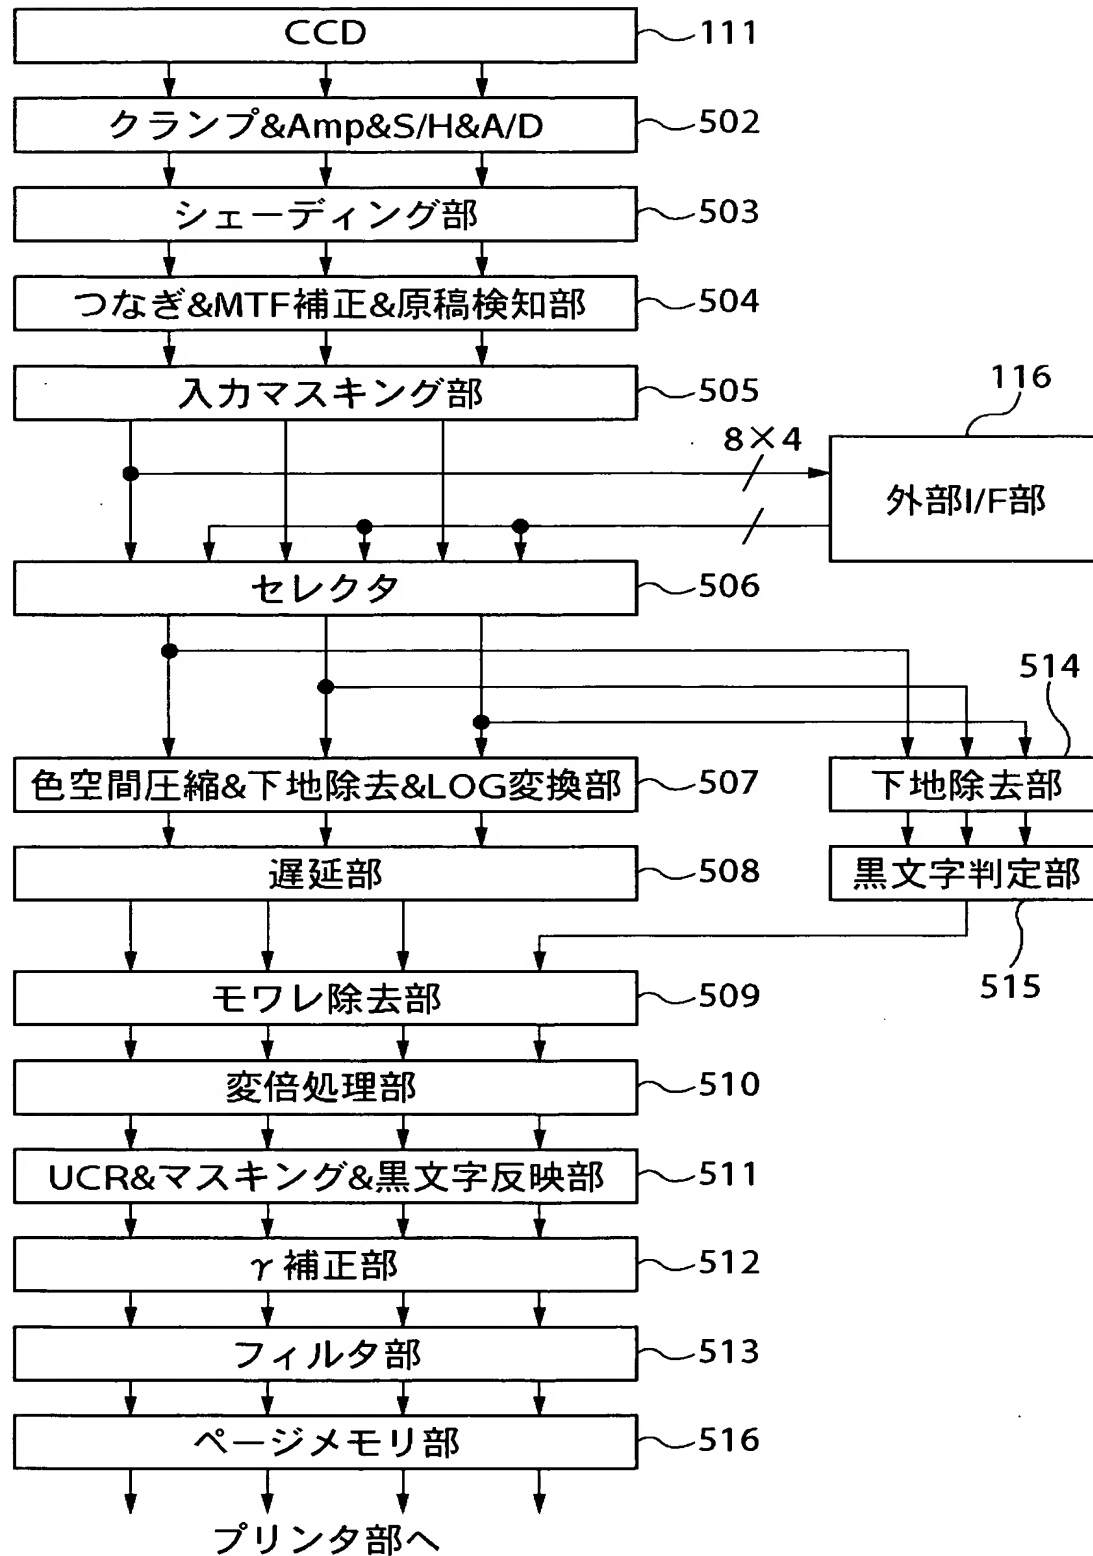 CCD
111
クランプ&Amp&S/H&A/D
502
シェーディング部
503
つなぎ&MTF補正&原稿検知部
504
入力マスキング部
505
116
8×4
外部I/F部
セレクタ
506
514
色空間圧縮&下地除去&LOG変換部
507
下地除去部
遅延部
508
黒文字判定部
515
モワレ除去部
509
変倍処理部
510
UCR&マスキング&黒文字反映部
511
γ補正部
512
フィルタ部
513
ページメモリ部
516
プリンタ部へ